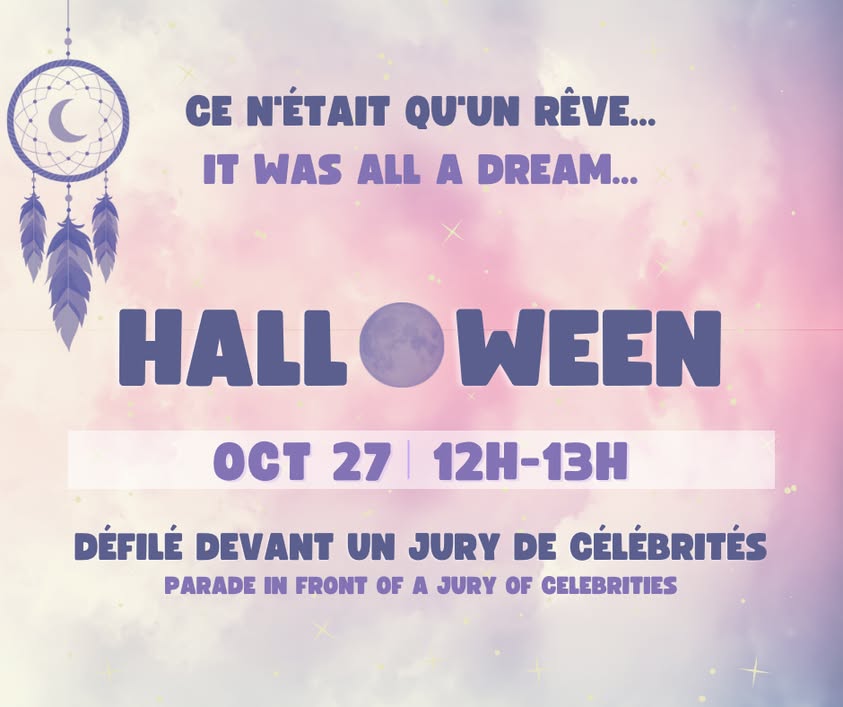 CE N'ÉTAIT QU'UN RÊVE...
IT WAS ALL A DREAM...
HALLOWEEN
OCT 27 | 12H-13H
DÉFILÉ DEVANT UN JURY DE CÉLÉBRITÉS
PARADE IN FRONT OF A JURY OF CELEBRITIES